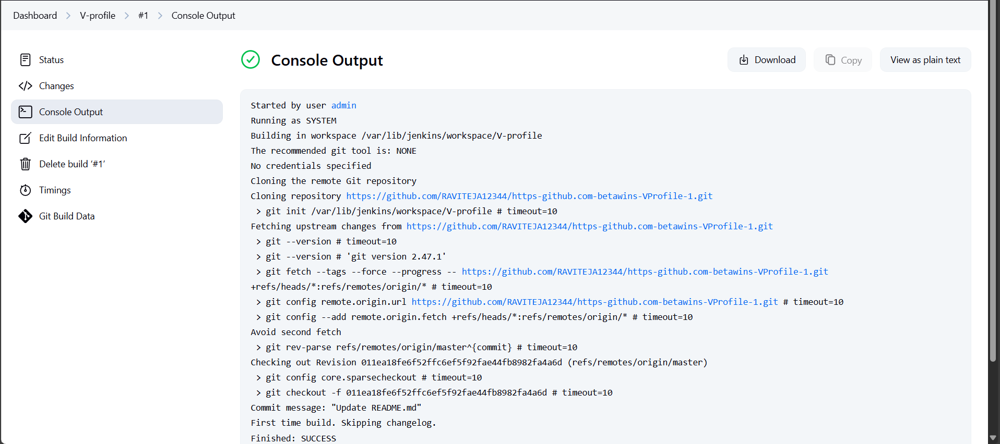 Dashboard > V-profile > #1 > Console Output
Status
Changes
Console Output
Edit Build Information
Delete build ‘#1’
Timings
Git Build Data
Console Output
Download
Copy
View as plain text
Started by user admin
Running as SYSTEM
Building in workspace /var/lib/jenkins/workspace/V-profile
The recommended git tool is: NONE
No credentials specified
Cloning the remote Git repository
Cloning repository https://github.com/RAVITEJA12344/https-github.com-betawins-VProfile-1.git
 > git init /var/lib/jenkins/workspace/V-profile # timeout=10
Fetching upstream changes from https://github.com/RAVITEJA12344/https-github.com-betawins-VProfile-1.git
 > git --version # timeout=10
 > git --version # 'git version 2.47.1'
 > git fetch --tags --force --progress -- https://github.com/RAVITEJA12344/https-github.com-betawins-VProfile-1.git
+refs/heads/*:refs/remotes/origin/* # timeout=10
 > git config remote.origin.url https://github.com/RAVITEJA12344/https-github.com-betawins-VProfile-1.git # timeout=10
 > git config --add remote.origin.fetch +refs/heads/*:refs/remotes/origin/* # timeout=10
Avoid second fetch
 > git rev-parse refs/remotes/origin/master^{commit} # timeout=10
Checking out Revision 011ea18fe6f52ffc6ef5f92fae44fb8982fa4a6d (refs/remotes/origin/master)
 > git config core.sparsecheckout # timeout=10
 > git checkout -f 011ea18fe6f52ffc6ef5f92fae44fb8982fa4a6d # timeout=10
Commit message: "Update README.md"
First time build. Skipping changelog.
Finished: SUCCESS